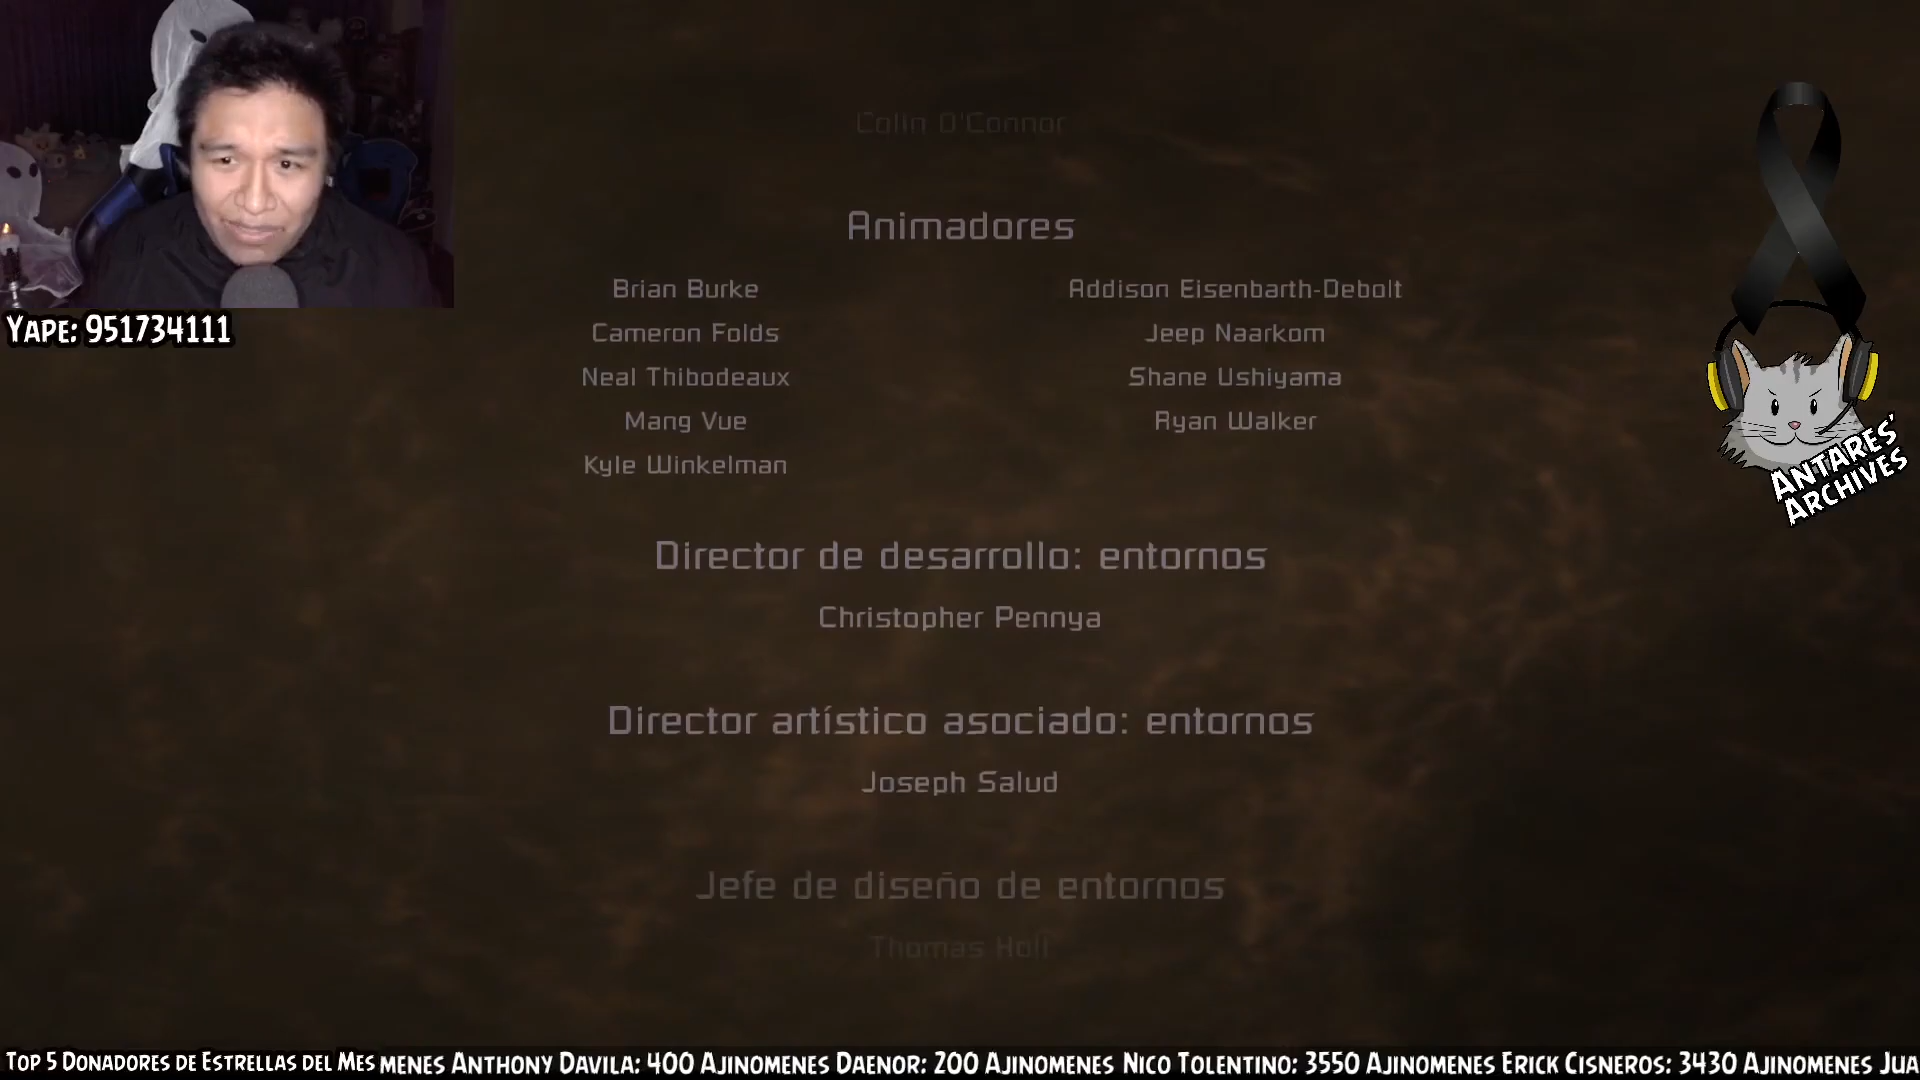 Colin O'Connor
Animadores
Brian Burke
Addison Eisenbarth-Debolt
Cameron Folds
Jeep Naarkom
Neal Thibodeaux
Shane Ushiyama
Mang Vue
Ryan Walker
Kyle Winkelman
Director de desarrollo: entornos
Christopher Pennya
Director artístico asociado: entornos
Joseph Salud
Jefe de diseño de entornos
Thomas Holl
YAPE: 951734111
ANTARES'
ARCHIVES
TOP 5 DONADORES DE ESTRELLAS DEL MES MENES ANTHONY DAVILA: 400 AJINOMENES DAENOR: 200 AJINOMENES NICO TOLENTINO: 3550 AJINOMENES ERICK CISNEROS: 3430 AJINOMENES JUA